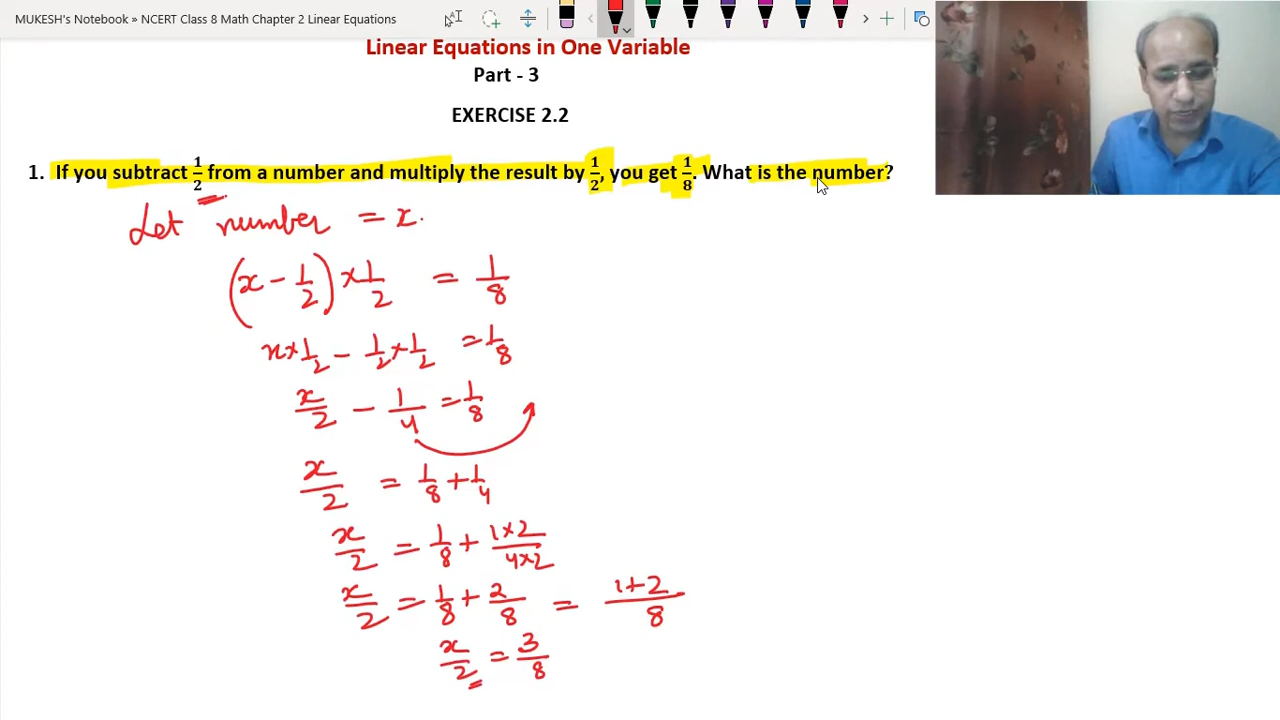 MUKESH's Notebook » NCERT Class 8 Math Chapter 2 Linear Equations
Linear Equations in One Variable
Part - 3
EXERCISE 2.2
1. If you subtract 1/2 from a number and multiply the result by 1/2, you get 1/8. What is the number?
Let number = x.
(x - 1/2) × 1/2 = 1/8
x × 1/2 - 1/2 × 1/2 = 1/8
x/2 - 1/4 = 1/8
x/2 = 1/8 + 1/4
x/2 = 1/8 + 1×2/4×2
x/2 = 1/8 + 2/8 = 1+2/8
x/2 = 3/8